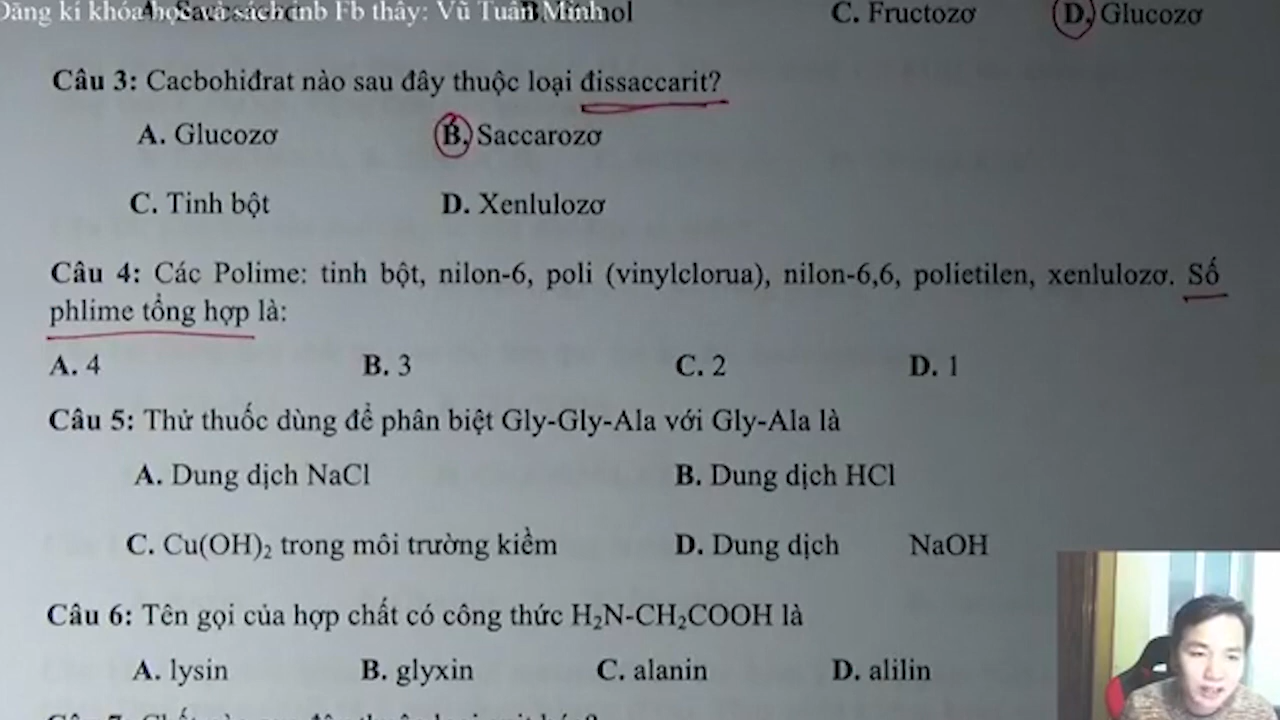 Đăng kí khóa học và sách inb Fb thầy: Vũ Tuấn Minh
C. Fructozơ D. Glucozơ
Câu 3: Cacbohiđrat nào sau đây thuộc loại đissaccarit?
A. Glucozơ B. Saccarozơ
C. Tinh bột D. Xenlulozơ
Câu 4: Các Polime: tinh bột, nilon-6, poli (vinylclorua), nilon-6,6, polietilen, xenlulozơ. Số
phlime tổng hợp là:
A. 4 B. 3 C. 2 D. 1
Câu 5: Thử thuốc dùng để phân biệt Gly-Gly-Ala với Gly-Ala là
A. Dung dịch NaCl B. Dung dịch HCl
C. Cu(OH)₂ trong môi trường kiềm D. Dung dịch NaOH
Câu 6: Tên gọi của hợp chất có công thức H₂N-CH₂COOH là
A. lysin B. glyxin C. alanin D. alilin